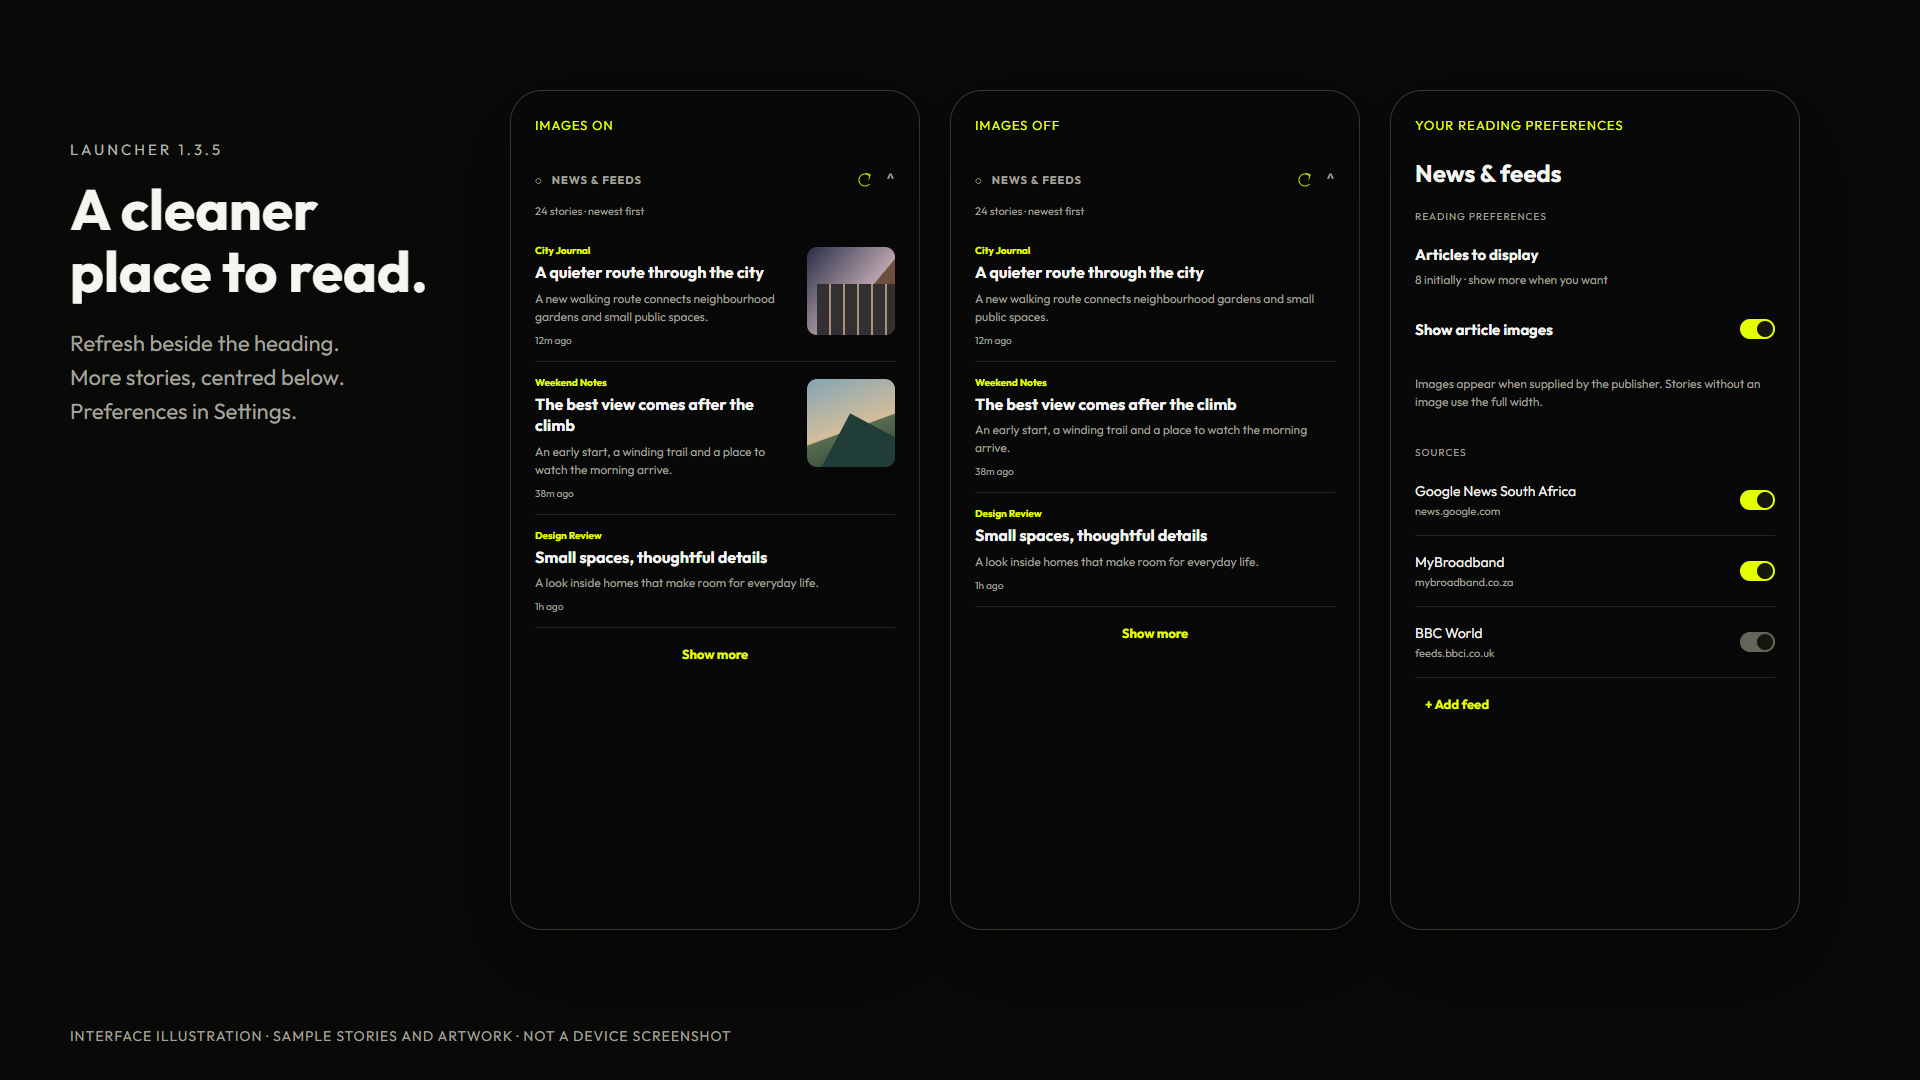 LAUNCHER 1.3.5
A cleaner
place to read.
Refresh beside the heading.
More stories, centred below.
Preferences in Settings.
IMAGES ON
NEWS & FEEDS
24 stories · newest first
City Journal
A quieter route through the city
A new walking route connects neighbourhood
gardens and small public spaces.
12m ago
Weekend Notes
The best view comes after the
climb
An early start, a winding trail and a place to
watch the morning arrive.
38m ago
Design Review
Small spaces, thoughtful details
A look inside homes that make room for everyday life.
1h ago
Show more
IMAGES OFF
NEWS & FEEDS
24 stories · newest first
City Journal
A quieter route through the city
A new walking route connects neighbourhood gardens and small
public spaces.
12m ago
Weekend Notes
The best view comes after the climb
An early start, a winding trail and a place to watch the morning
arrive.
38m ago
Design Review
Small spaces, thoughtful details
A look inside homes that make room for everyday life.
1h ago
Show more
YOUR READING PREFERENCES
News & feeds
READING PREFERENCES
Articles to display
8 initially · show more when you want
Show article images
Images appear when supplied by the publisher. Stories without an
image use the full width.
SOURCES
Google News South Africa
news.google.com
MyBroadband
mybroadband.co.za
BBC World
feeds.bbci.co.uk
+ Add feed
INTERFACE ILLUSTRATION · SAMPLE STORIES AND ARTWORK · NOT A DEVICE SCREENSHOT